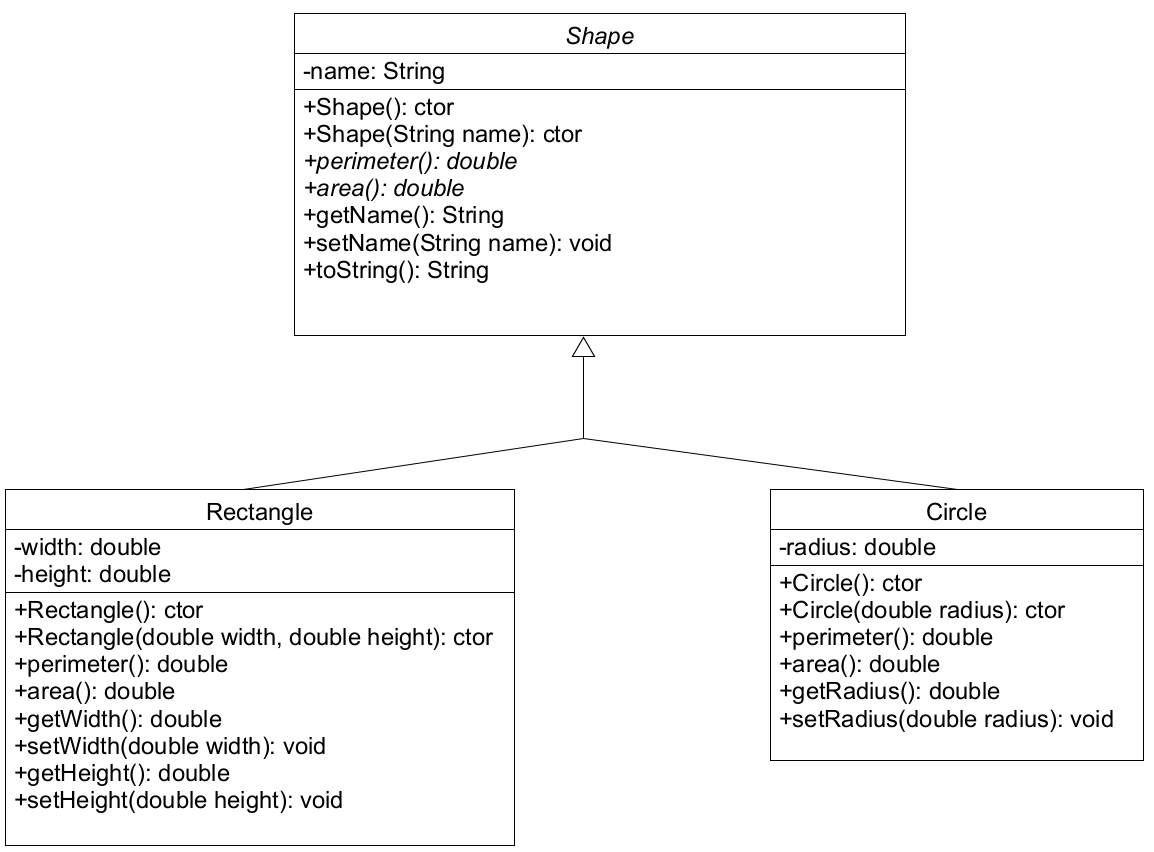 Shape
-name: String
+Shape(): ctor
+Shape(String name): ctor
+perimeter(): double
+area(): double
+getName(): String
+setName(String name): void
+toString(): String
Rectangle
-width: double
-height: double
+Rectangle(): ctor
+Rectangle(double width, double height): ctor
+perimeter(): double
+area(): double
+getWidth(): double
+setWidth(double width): void
+getHeight(): double
+setHeight(double height): void
Circle
-radius: double
+Circle(): ctor
+Circle(double radius): ctor
+perimeter(): double
+area(): double
+getRadius(): double
+setRadius(double radius): void